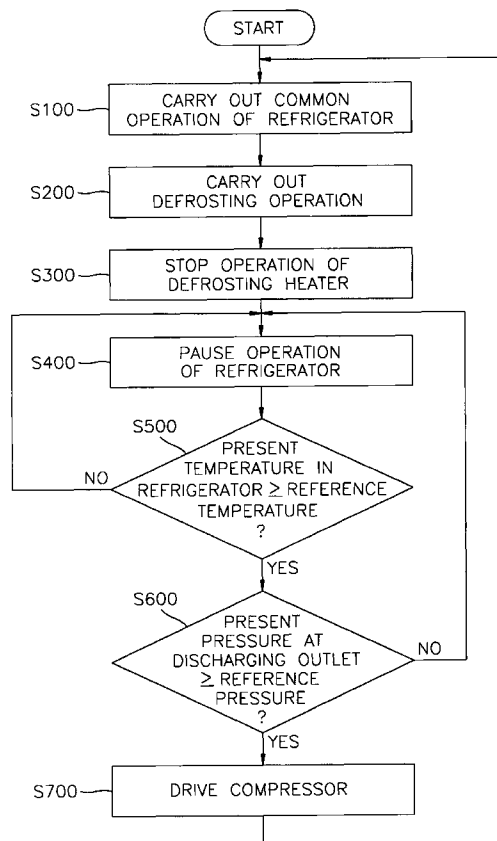 START
S100
CARRY OUT COMMON
OPERATION OF REFRIGERATOR
S200
CARRY OUT
DEFROSTING OPERATION
S300
STOP OPERATION OF
DEFROSTING HEATER
S400
PAUSE OPERATION
OF REFRIGERATOR
S500
PRESENT
TEMPERATURE IN
REFRIGERATOR ≥ REFERENCE
TEMPERATURE
?
NO
YES
S600
PRESENT
PRESSURE AT
DISCHARGING OUTLET
≥ REFERENCE
PRESSURE
?
NO
YES
S700
DRIVE COMPRESSOR